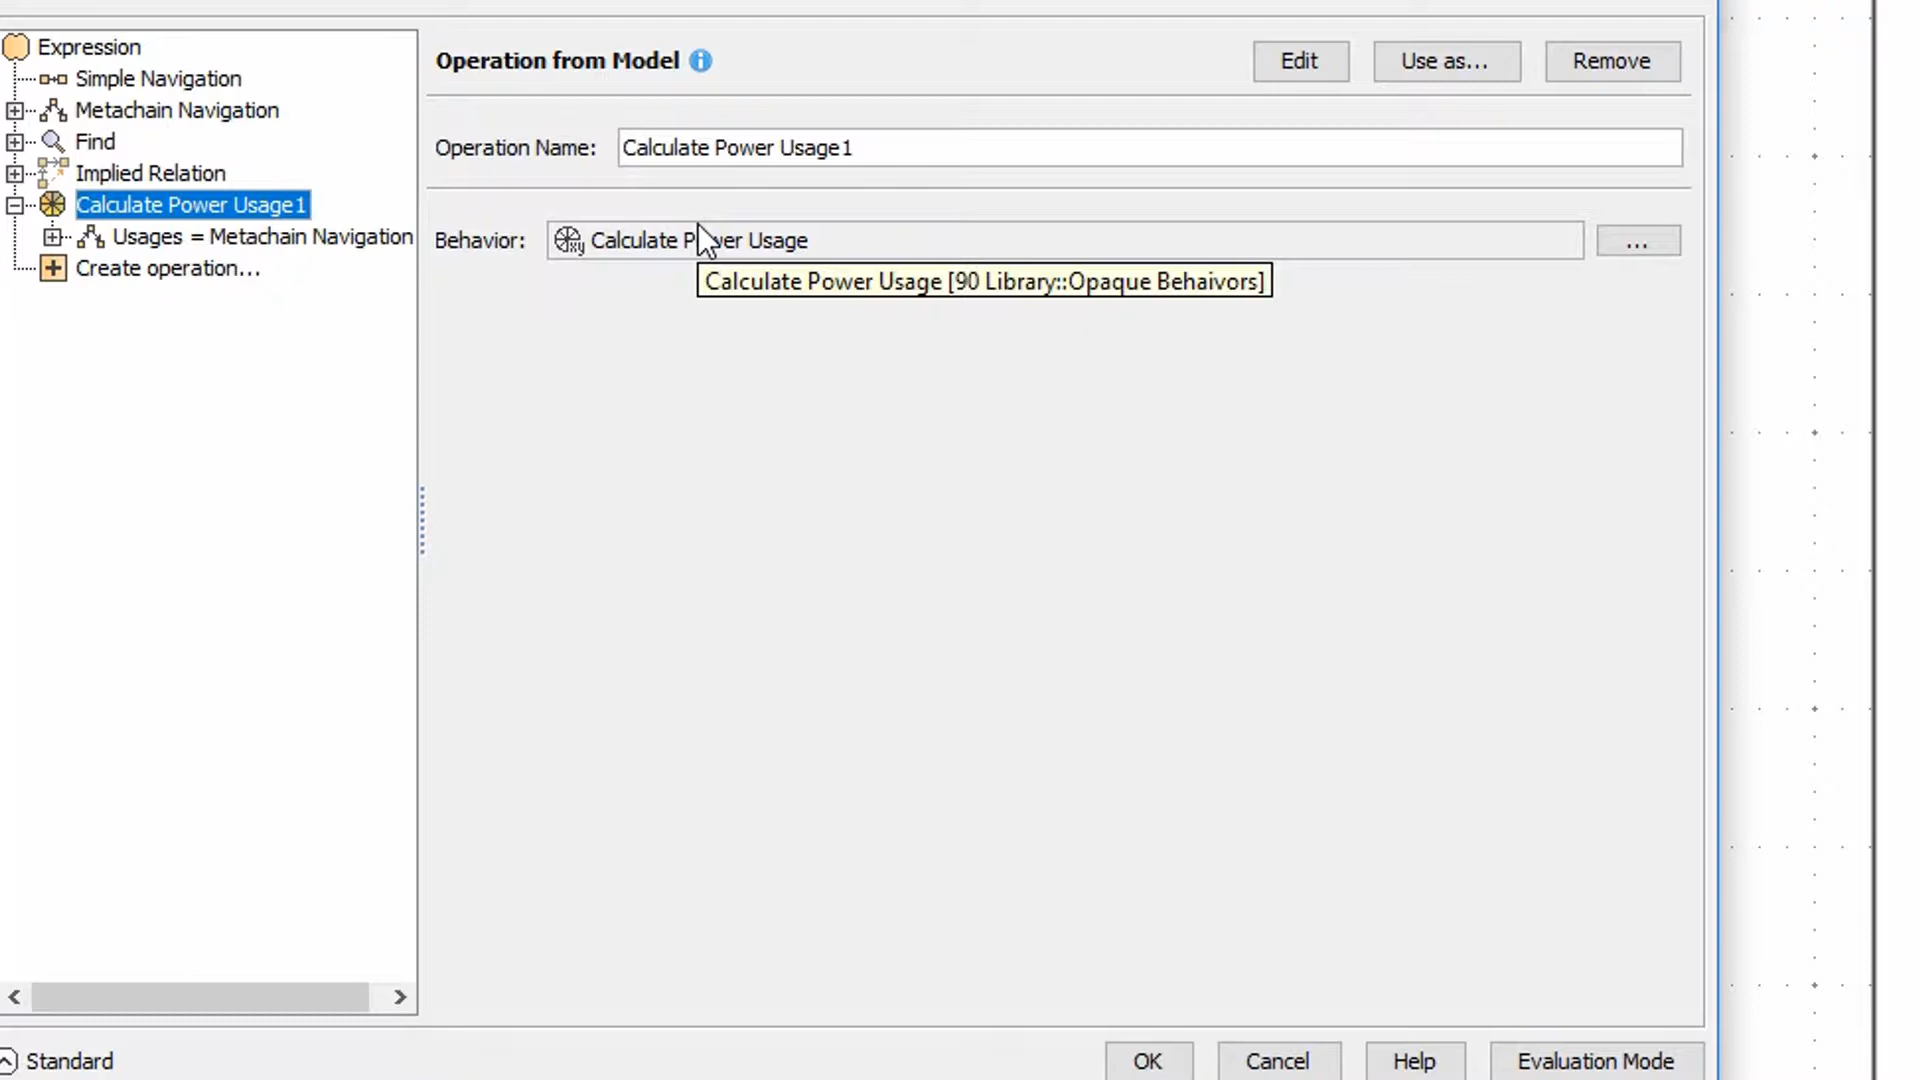 Expression
Simple Navigation
Metachain Navigation
Find
Implied Relation
Calculate Power Usage1
Usages = Metachain Navigation
Create operation...
Operation from Model
Edit
Use as...
Remove
Operation Name:
Calculate Power Usage1
Behavior:
Calculate Power Usage
...
Calculate Power Usage [90 Library::Opaque Behaivors]
Standard
OK
Cancel
Help
Evaluation Mode